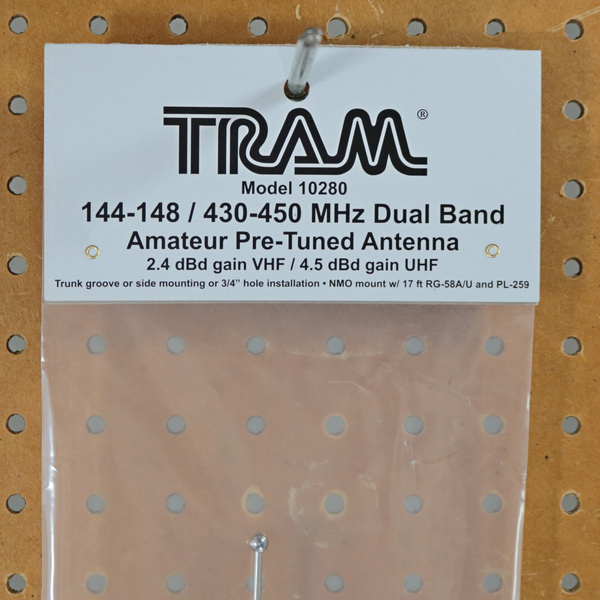 TRAM®
Model 10280
144-148 / 430-450 MHz Dual Band
Amateur Pre-Tuned Antenna
2.4 dBd gain VHF / 4.5 dBd gain UHF
Trunk groove or side mounting or 3/4” hole installation • NMO mount w/ 17 ft RG-58A/U and PL-259